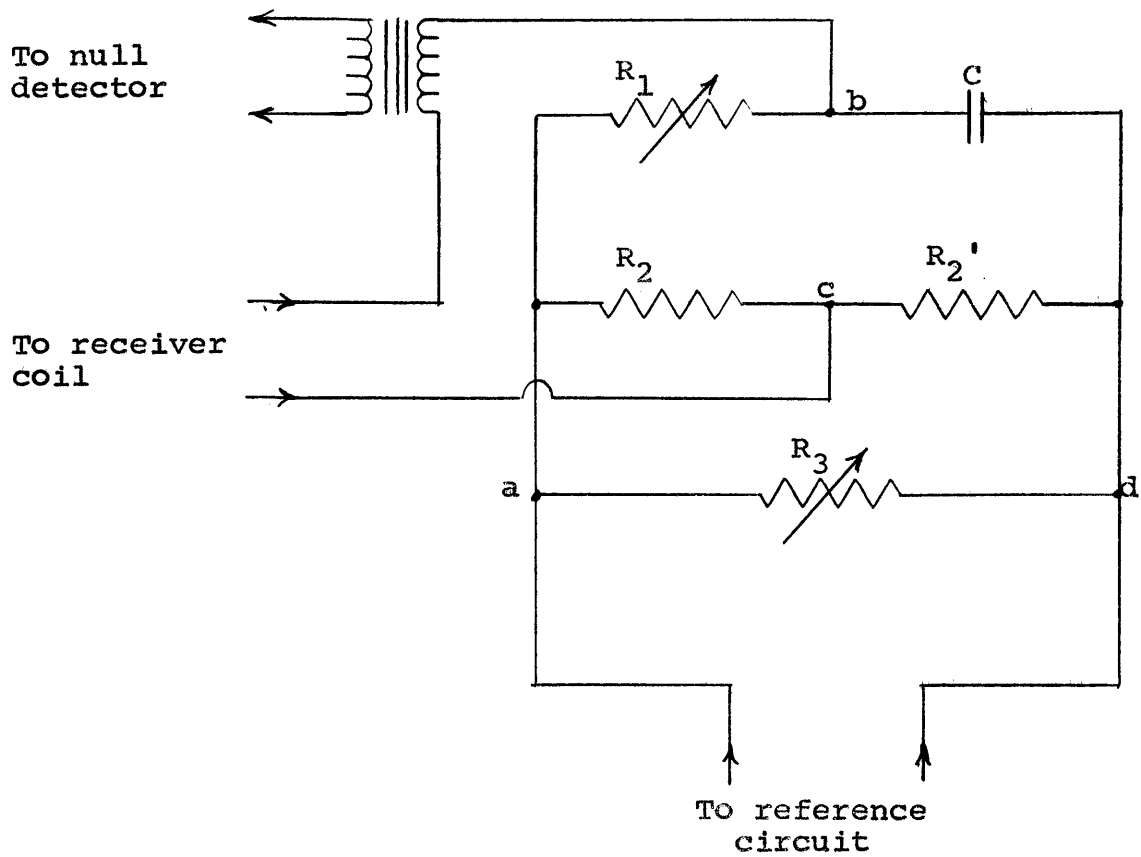 To null
detector
R1
C
b
R2
c
R2'
To receiver
coil
R3
a
d
To reference
circuit